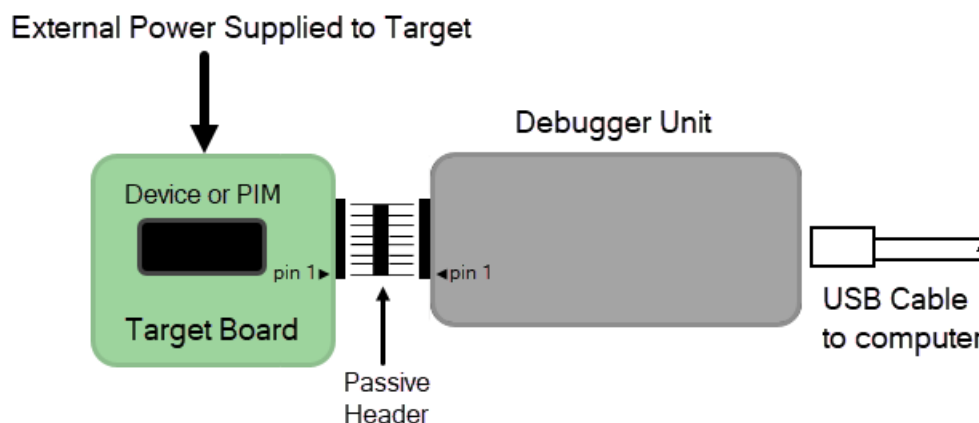 External Power Supplied to Target
Debugger Unit
Device or PIM
pin 1
pin 1
Target Board
USB Cable
to computer
Passive
Header